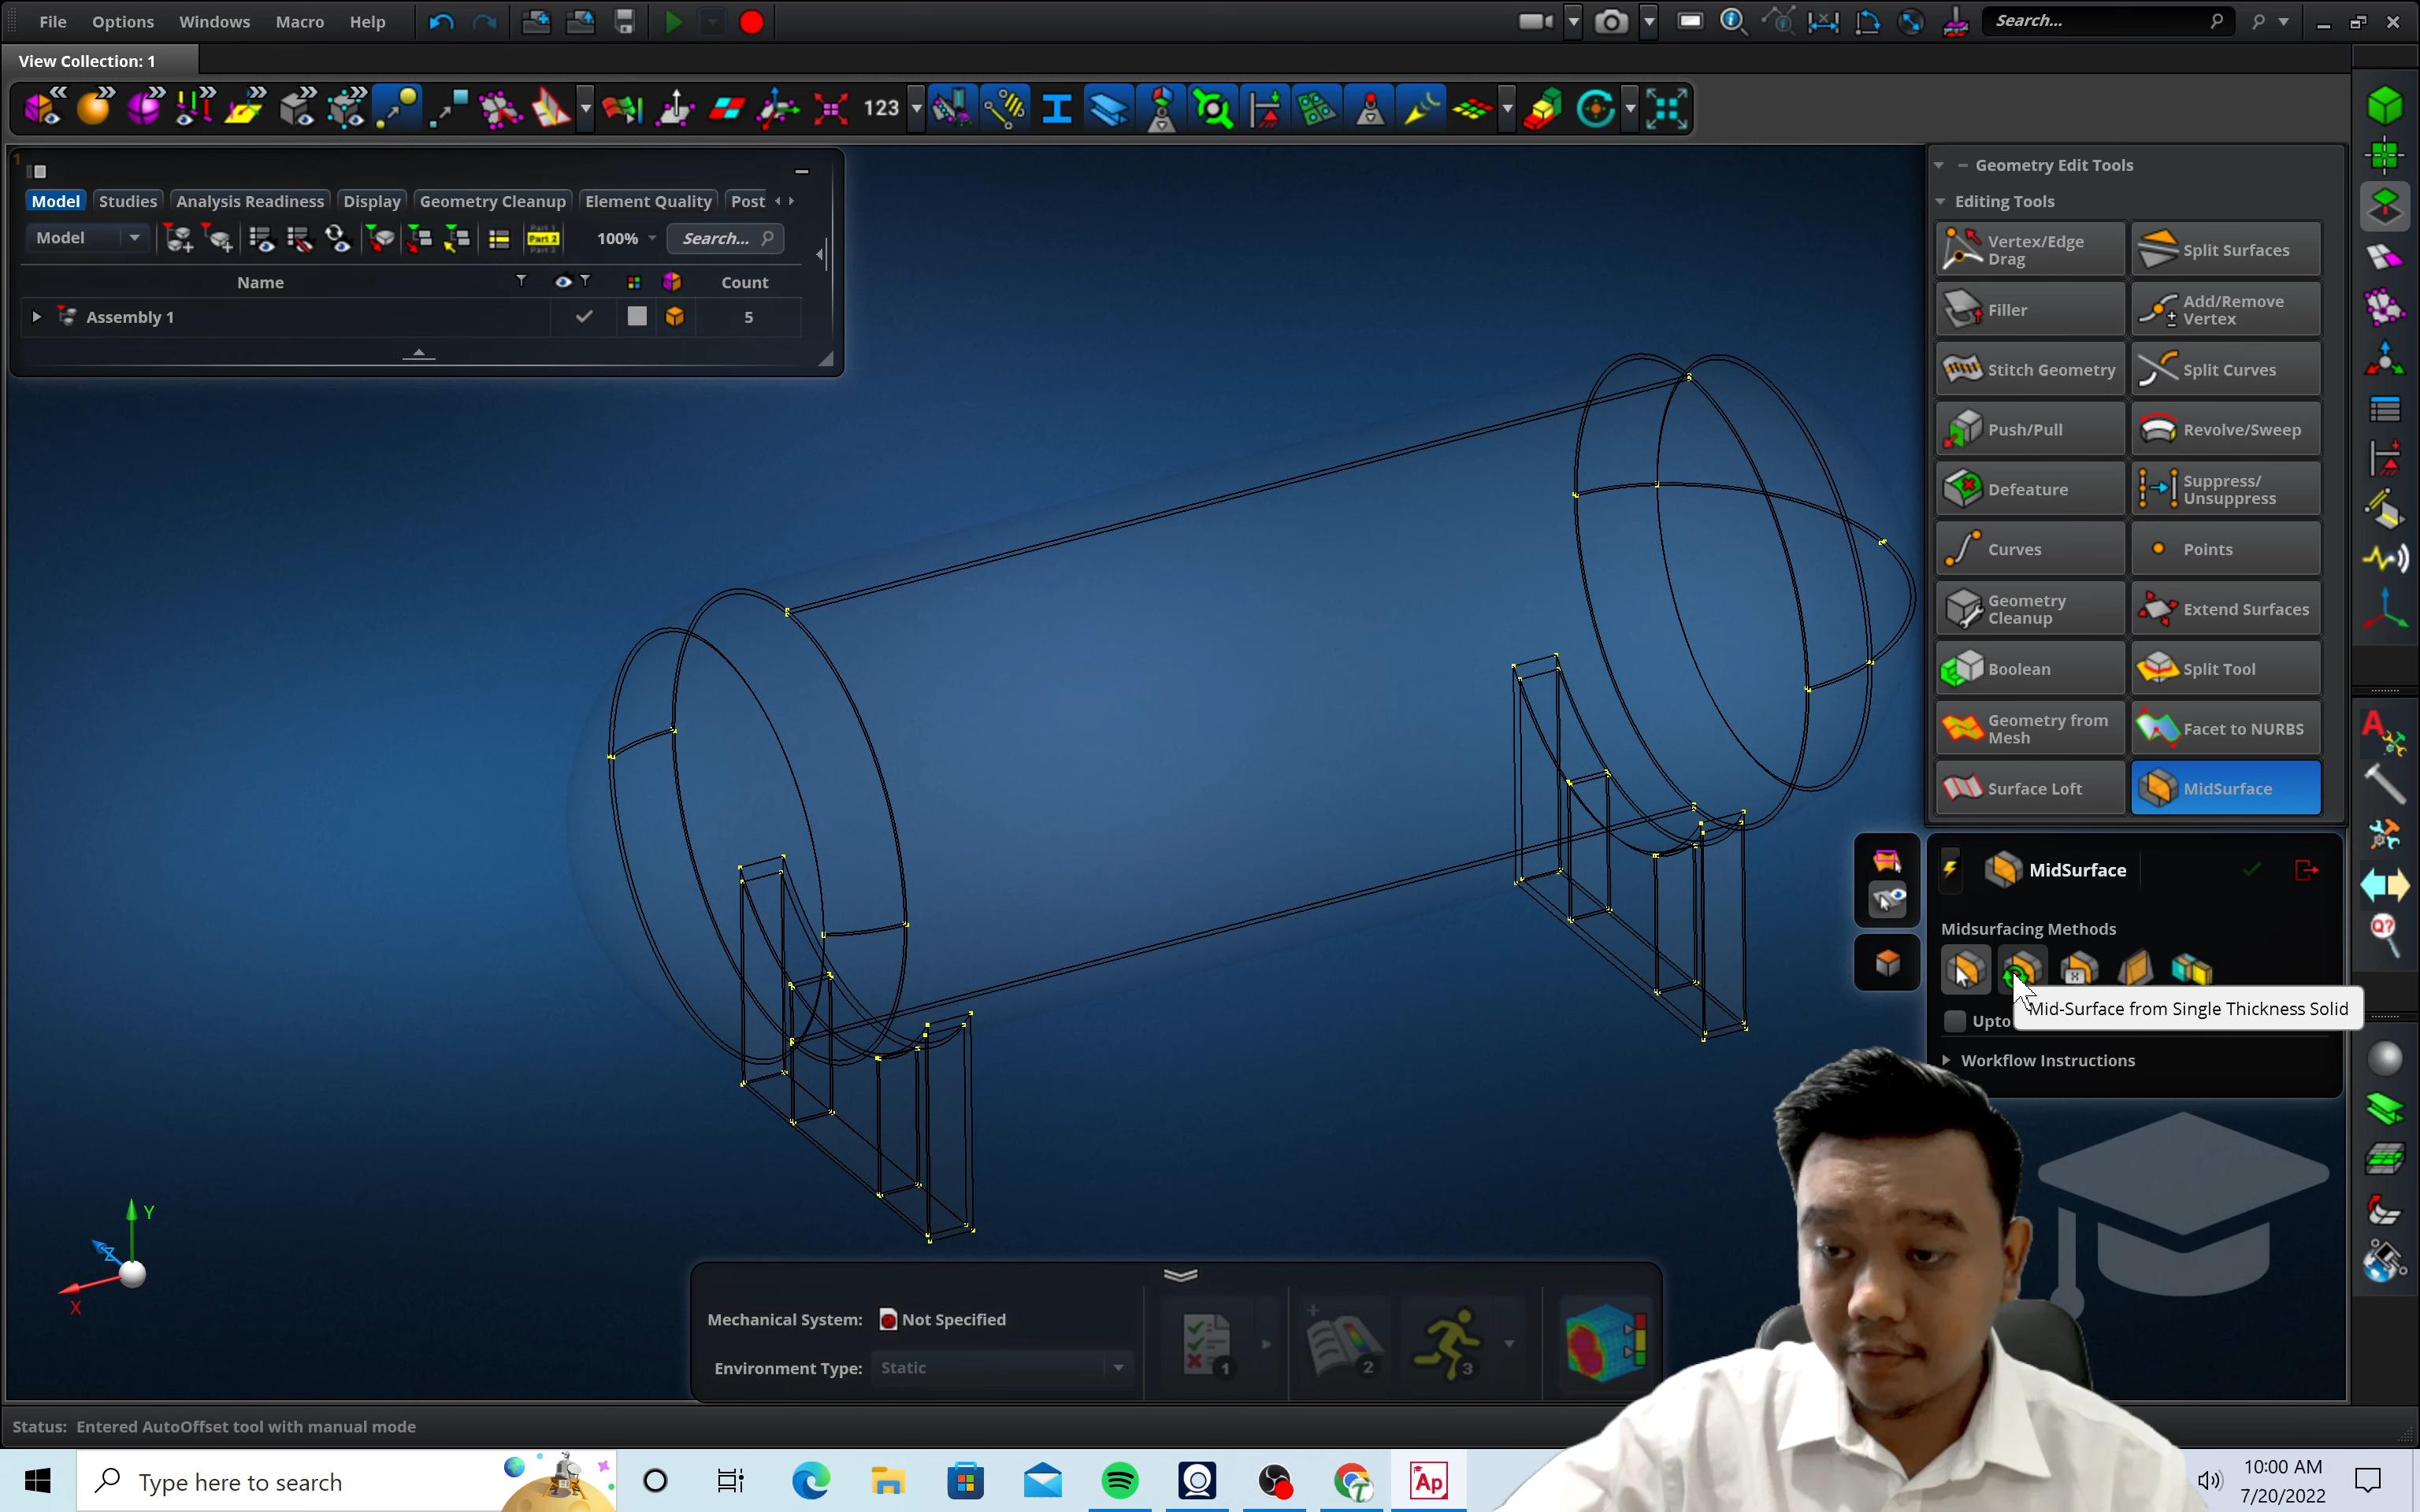 File Options Windows Macro Help
Search...
View Collection: 1
123
1
Model Studies Analysis Readiness Display Geometry Cleanup Element Quality Post
Model 100% Search...
Name Count
Assembly 1 5
Geometry Edit Tools
Editing Tools
Vertex/Edge Drag
Split Surfaces
Filler
Add/Remove Vertex
Stitch Geometry
Split Curves
Push/Pull
Revolve/Sweep
Defeature
Suppress/ Unsuppress
Curves
Points
Geometry Cleanup
Extend Surfaces
Boolean
Split Tool
Geometry from Mesh
Facet to NURBS
Surface Loft
MidSurface
MidSurface
Midsurfacing Methods
Mid-Surface from Single Thickness Solid
Upto
Workflow Instructions
Y
Z
X
Mechanical System: Not Specified
Environment Type: Static
1
2
3
Status: Entered AutoOffset tool with manual mode
Type here to search
Ap
10:00 AM
7/20/2022